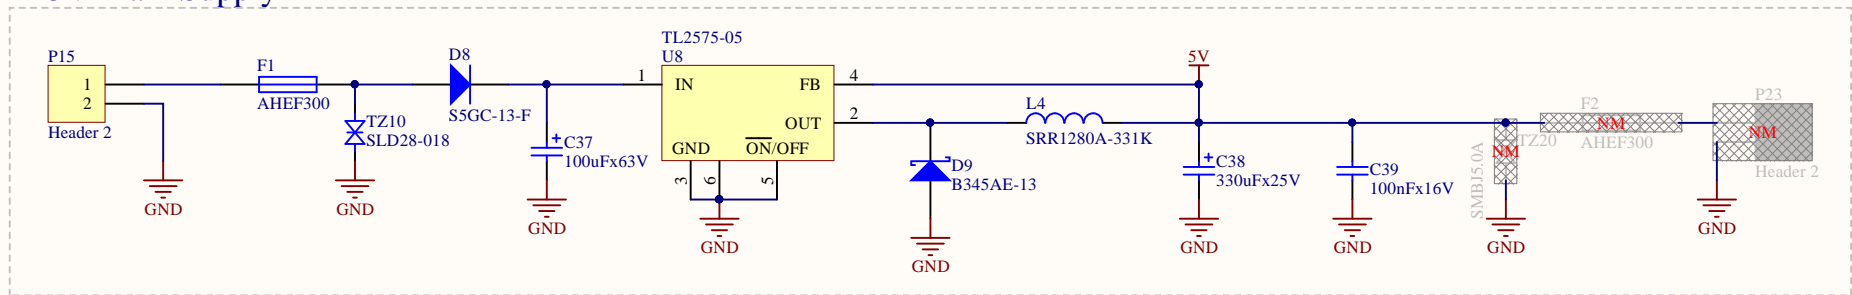 P15
1
2
Header 2
F1
AHEF300
TZ10
SLD28-018
D8
S5GC-13-F
C37
100uFx63V
TL2575-05
U8
1
IN
FB
4
OUT
2
GND
ON/OFF
3
6
5
D9
B345AE-13
L4
SRR1280A-331K
5V
C38
330uFx25V
C39
100nFx16V
SMBJ5.0A
NM
TZ20
F2
NM
AHEF300
P23
NM
Header 2
GND
GND
GND
GND
GND
GND
GND
GND
GND